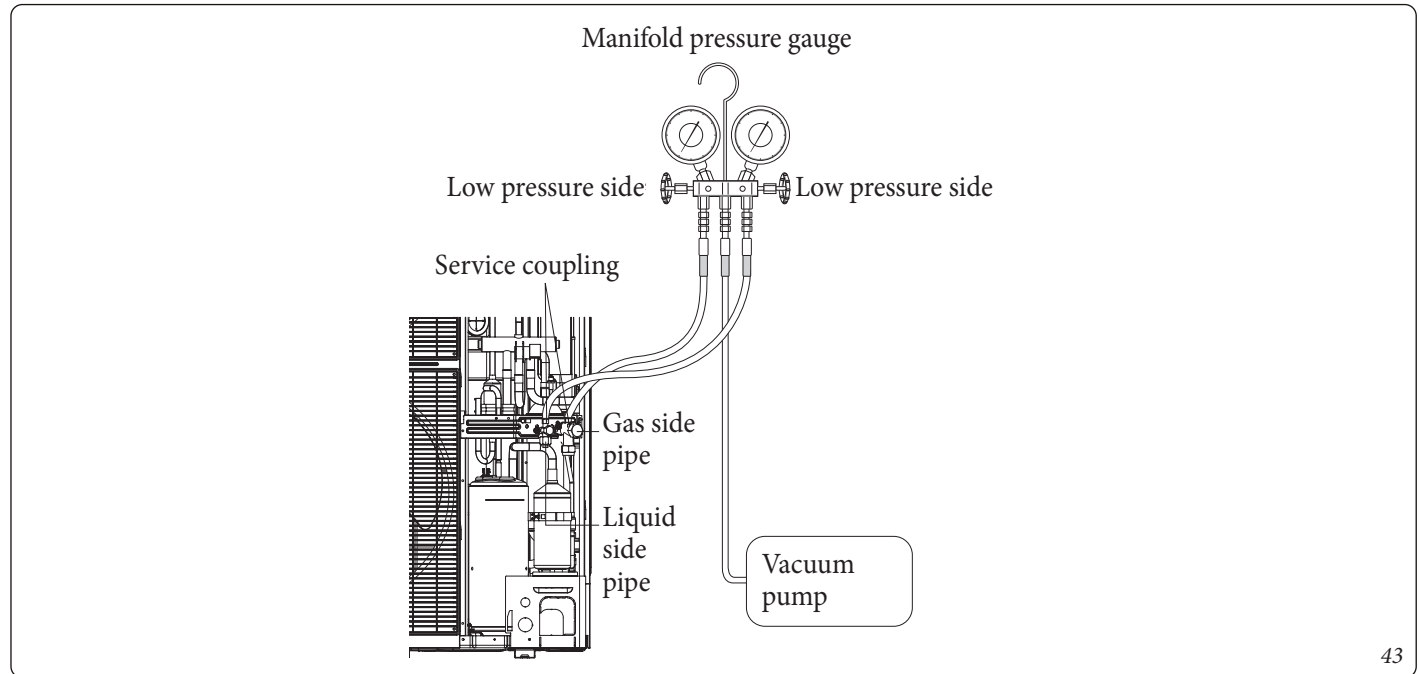 Manifold pressure gauge
Low pressure side
Low pressure side
Service coupling
Gas side
pipe
Liquid
side
pipe
Vacuum
pump
43